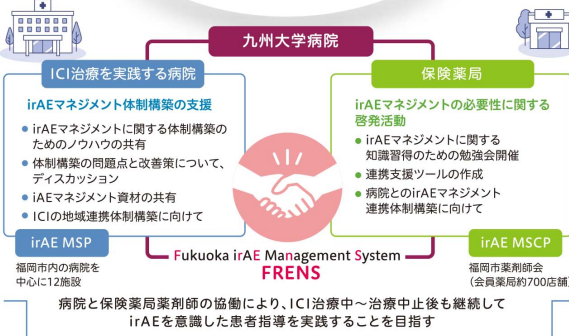 九州大学病院
ICI治療を実践する病院
irAEマネジメント体制構築の支援
● irAEマネジメントに関する体制構築の
ためのノウハウの共有
● 体制構築の問題点と改善策について、
ディスカッション
● iAEマネジメント資材の共有
● ICIの地域連携体制構築に向けて
irAE MSP
福岡市内の病院を
中心に12施設
保険薬局
irAEマネジメントの必要性に関する
啓発活動
● irAEマネジメントに関する
知識習得のための勉強会開催
● 連携支援ツールの作成
● 病院とのirAEマネジメント
連携体制構築に向けて
irAE MSCP
福岡市薬剤師会
(会員薬局約700店舗)
Fukuoka irAE Management System
FRENS
病院と保険薬局薬剤師の協働により、ICI治療中~治療中止後も継続して
irAEを意識した患者指導を実践することを目指す